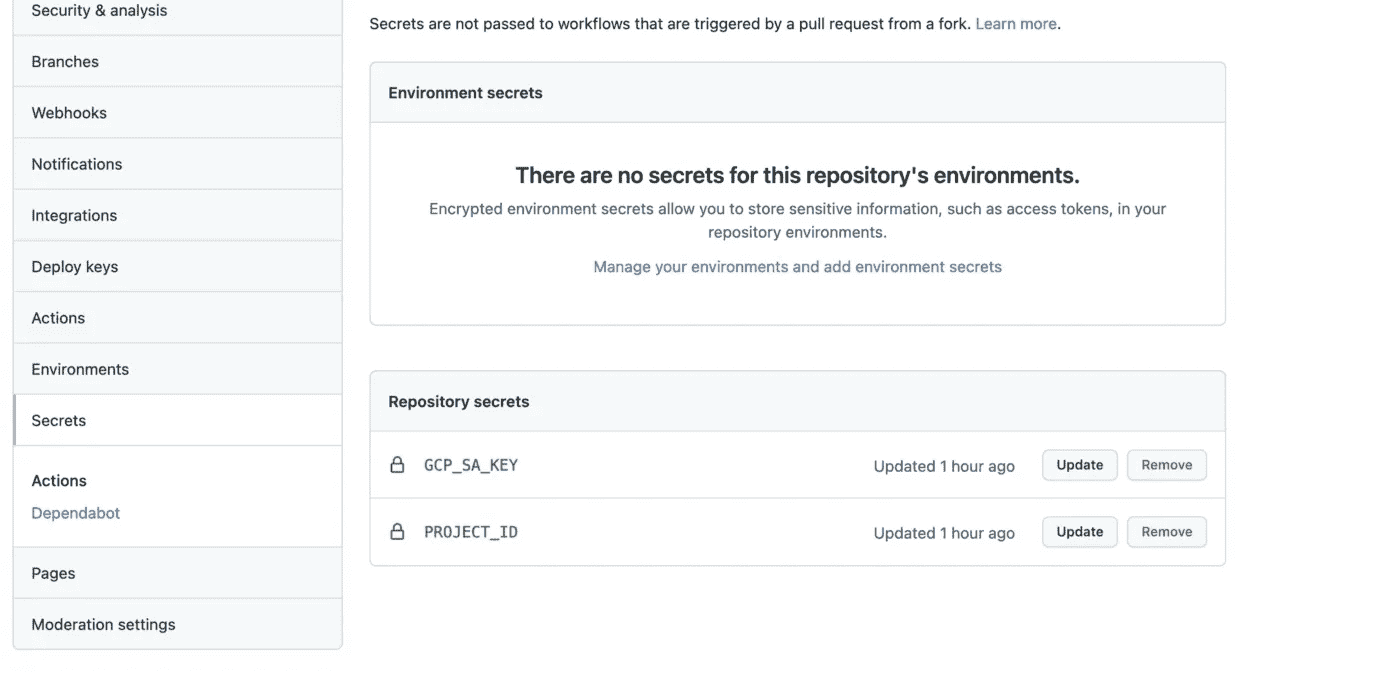 Security & analysis
Branches
Webhooks
Notifications
Integrations
Deploy keys
Actions
Environments
Secrets
Actions
Dependabot
Pages
Moderation settings
Secrets are not passed to workflows that are triggered by a pull request from a fork. Learn more.
Environment secrets
There are no secrets for this repository's environments.
Encrypted environment secrets allow you to store sensitive information, such as access tokens, in your
repository environments.
Manage your environments and add environment secrets
Repository secrets
GCP_SA_KEY Updated 1 hour ago Update Remove
PROJECT_ID Updated 1 hour ago Update Remove